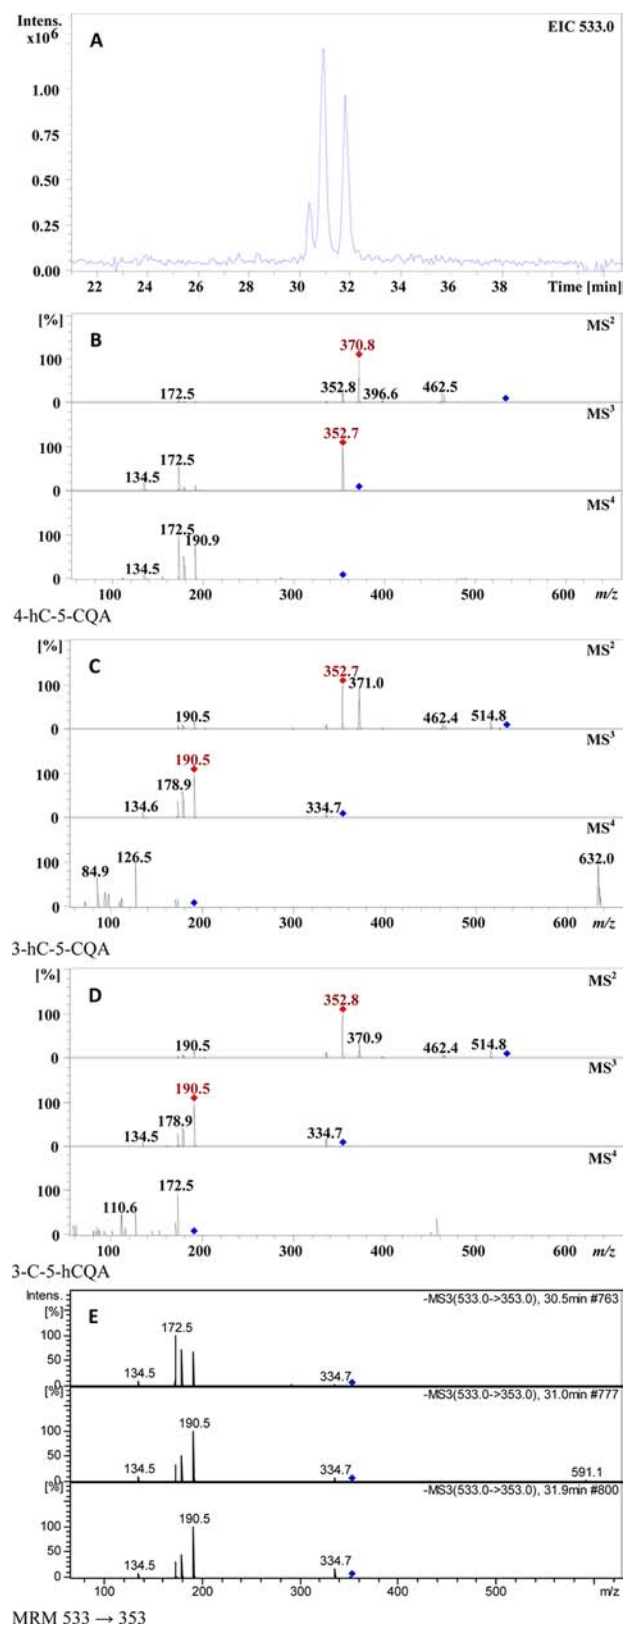 Intens.
x10⁶
A
EIC 533.0
1.00
0.75
0.50
0.25
0.00
22 24 26 28 30 32 34 36 38 Time [min]
[%]
B
MS²
370.8
100
172.5 352.8 396.6 462.5
0
MS³
352.7
100
172.5
134.5
0
MS⁴
100
172.5 190.9
134.5
0
100 200 300 400 500 600 m/z
4-hC-5-CQA
[%]
C
MS²
352.7
371.0
100
190.5 462.4 514.8
0
MS³
190.5
100
178.9
134.6 334.7
0
MS⁴
100
126.5 632.0
84.9
0
100 200 300 400 500 600 m/z
3-hC-5-CQA
[%]
D
MS²
352.8
100
190.5 370.9 462.4 514.8
0
MS³
190.5
100
178.9
134.5 334.7
0
MS⁴
100
172.5
110.6
0
100 200 300 400 500 600 m/z
3-C-5-hCQA
Intens.
[%]
E
-MS3(533.0->353.0), 30.5min #763
172.5
100
50
134.5 334.7
0
[%]
-MS3(533.0->353.0), 31.0min #777
190.5
100
50
134.5 334.7 591.1
0
[%]
-MS3(533.0->353.0), 31.9min #800
190.5
100
50
134.5 334.7
0
100 200 300 400 500 m/z
MRM 533 → 353